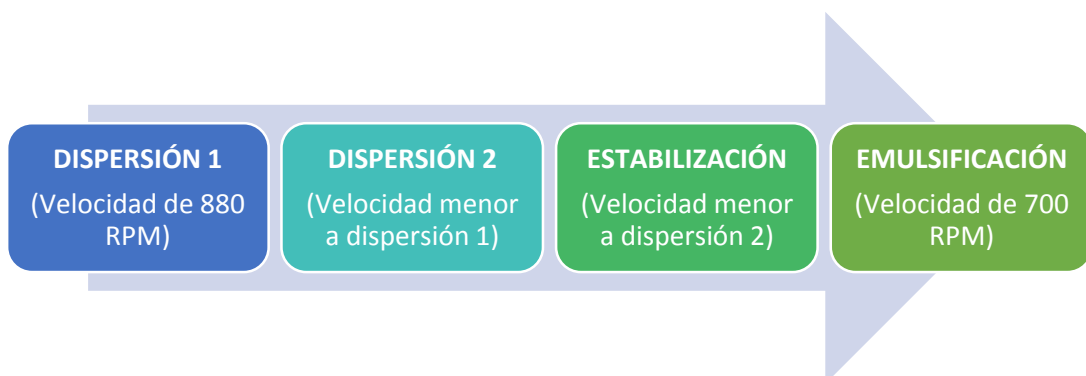 DISPERSIÓN 1
(Velocidad de 880
RPM)
DISPERSIÓN 2
(Velocidad menor
a dispersión 1)
ESTABILIZACIÓN
(Velocidad menor
a dispersión 2)
EMULSIFICACIÓN
(Velocidad de 700
RPM)